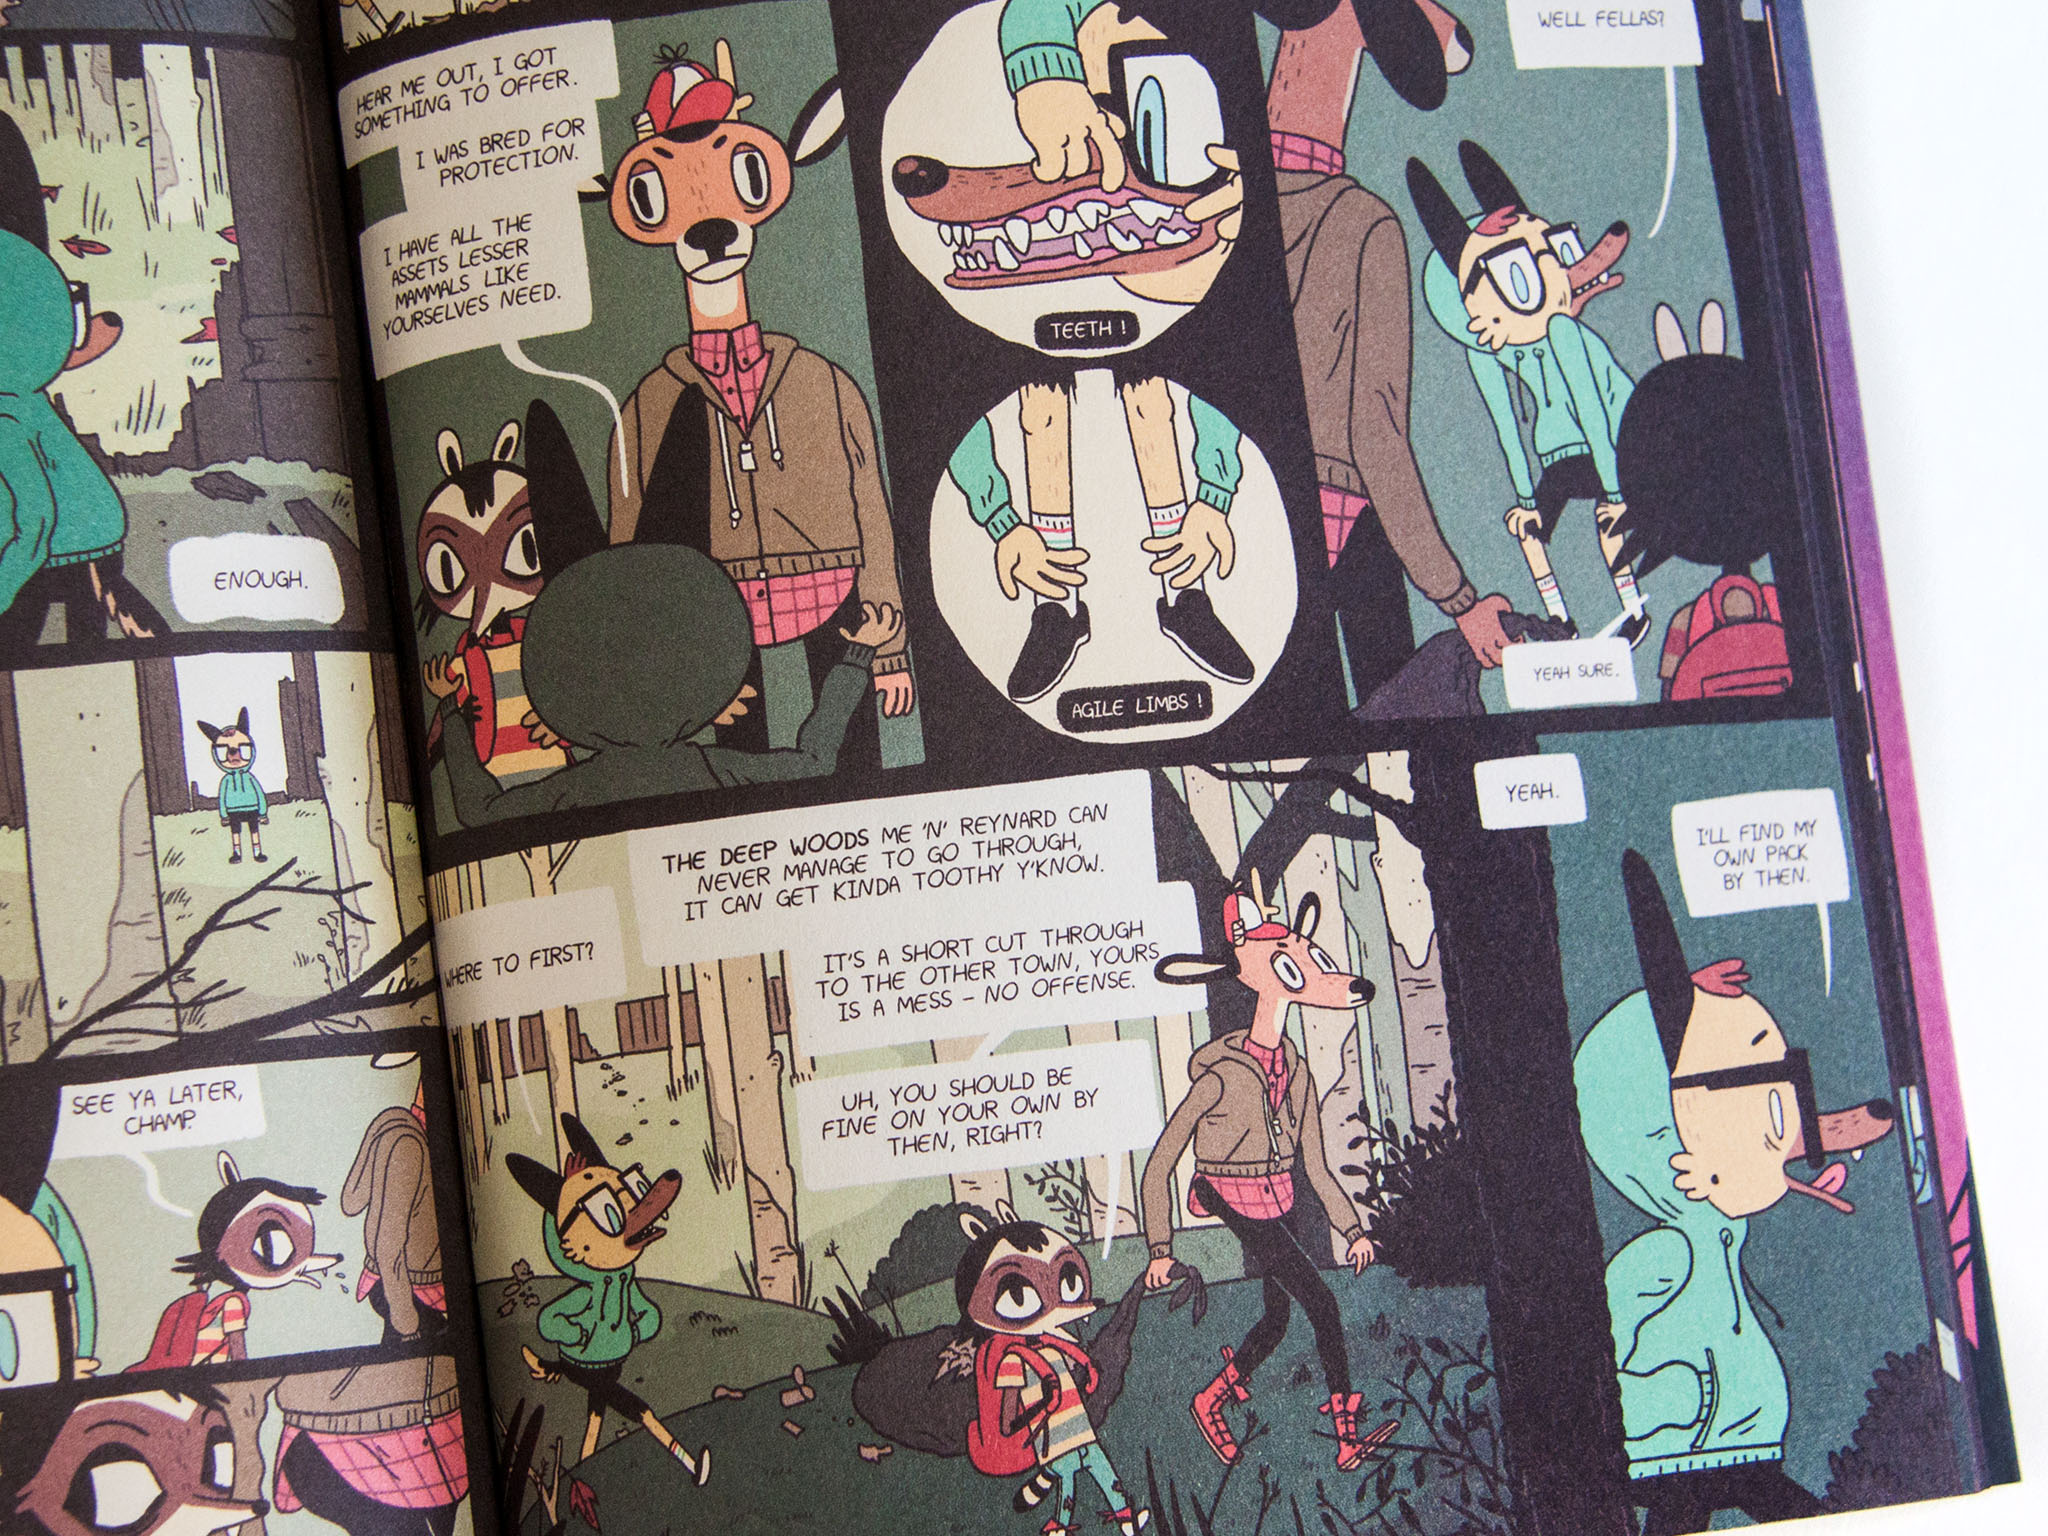 ENOUGH.
SEE YA LATER,
CHAMP.
HEAR ME OUT, I GOT
SOMETHING TO OFFER.
I WAS BRED FOR
PROTECTION.
I HAVE ALL THE
ASSETS LESSER
MAMMALS LIKE
YOURSELVES NEED.
TEETH !
AGILE LIMBS !
WELL FELLAS?
YEAH SURE.
WHERE TO FIRST?
THE DEEP WOODS ME 'N' REYNARD CAN
NEVER MANAGE TO GO THROUGH,
IT CAN GET KINDA TOOTHY Y'KNOW.
IT'S A SHORT CUT THROUGH
TO THE OTHER TOWN, YOURS
IS A MESS – NO OFFENSE.
UH, YOU SHOULD BE
FINE ON YOUR OWN BY
THEN, RIGHT?
YEAH.
I'LL FIND MY
OWN PACK
BY THEN.